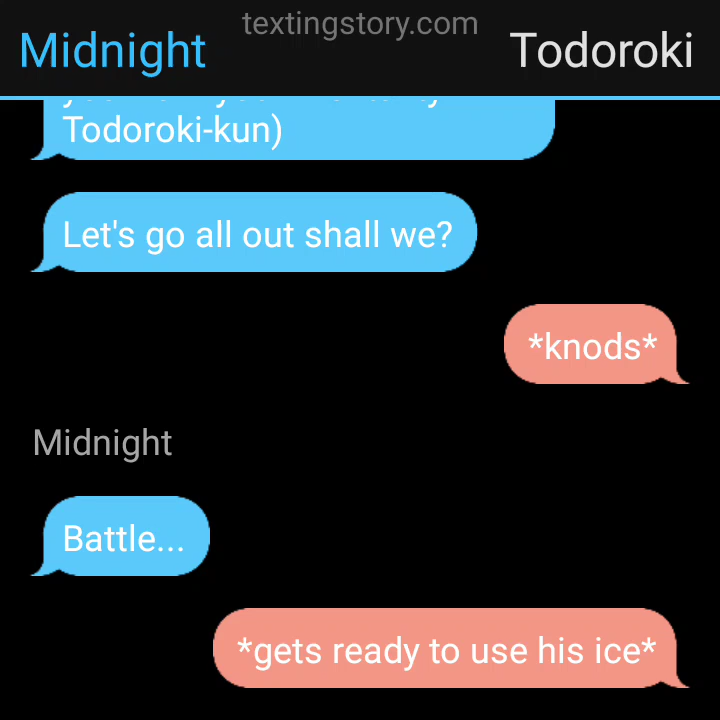 textingstory.com
Midnight
Todoroki
Todoroki-kun)
Let's go all out shall we?
*knods*
Midnight
Battle...
*gets ready to use his ice*